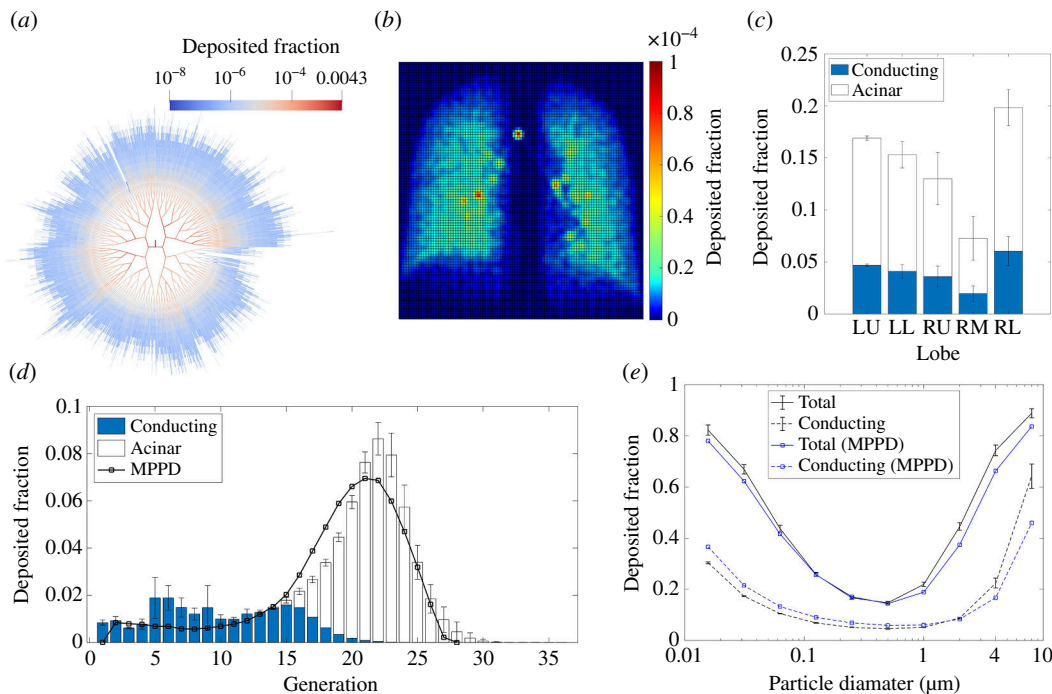 (a)
Deposited fraction
10⁻⁸ 10⁻⁶ 10⁻⁴ 0.0043
(b)
×10⁻⁴
1
0.8
0.6
0.4
0.2
0
Deposited fraction
(c)
0.25
0.2
0.15
0.1
0.05
0
Deposited fraction
Conducting
Acinar
LU LL RU RM RL
Lobe
(d)
0.1
0.08
0.06
0.04
0.02
0
Deposited fraction
Conducting
Acinar
MPPD
0 5 10 15 20 25 30 35
Generation
(e)
1.0
0.8
0.6
0.4
0.2
0
Deposited fraction
Total
Conducting
Total (MPPD)
Conducting (MPPD)
0.01 0.1 1 4 10
Particle diamater (µm)